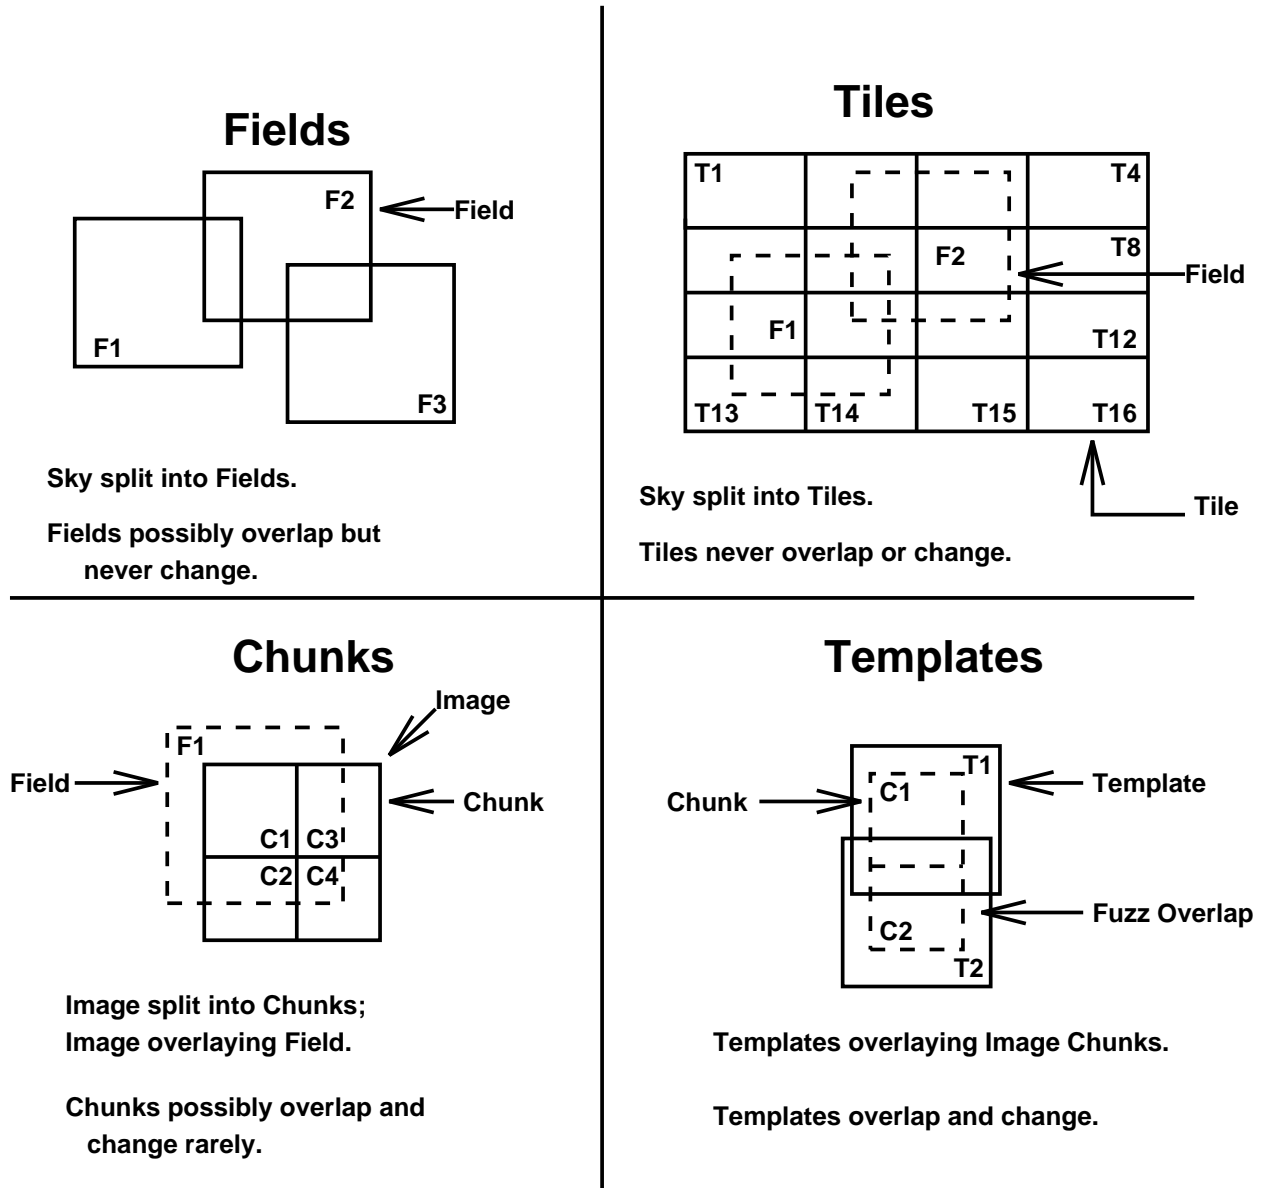 Fields
F2
Field
F1
F3
Sky split into Fields.
Fields possibly overlap but
never change.
Tiles
T1
T4
F2
T8
Field
F1
T12
T13
T14
T15
T16
Sky split into Tiles.
Tile
Tiles never overlap or change.
Chunks
Image
F1
Field
Chunk
C1
C3
C2
C4
Image split into Chunks;
Image overlaying Field.
Chunks possibly overlap and
change rarely.
Templates
T1
Template
Chunk
C1
Fuzz Overlap
C2
T2
Templates overlaying Image Chunks.
Templates overlap and change.